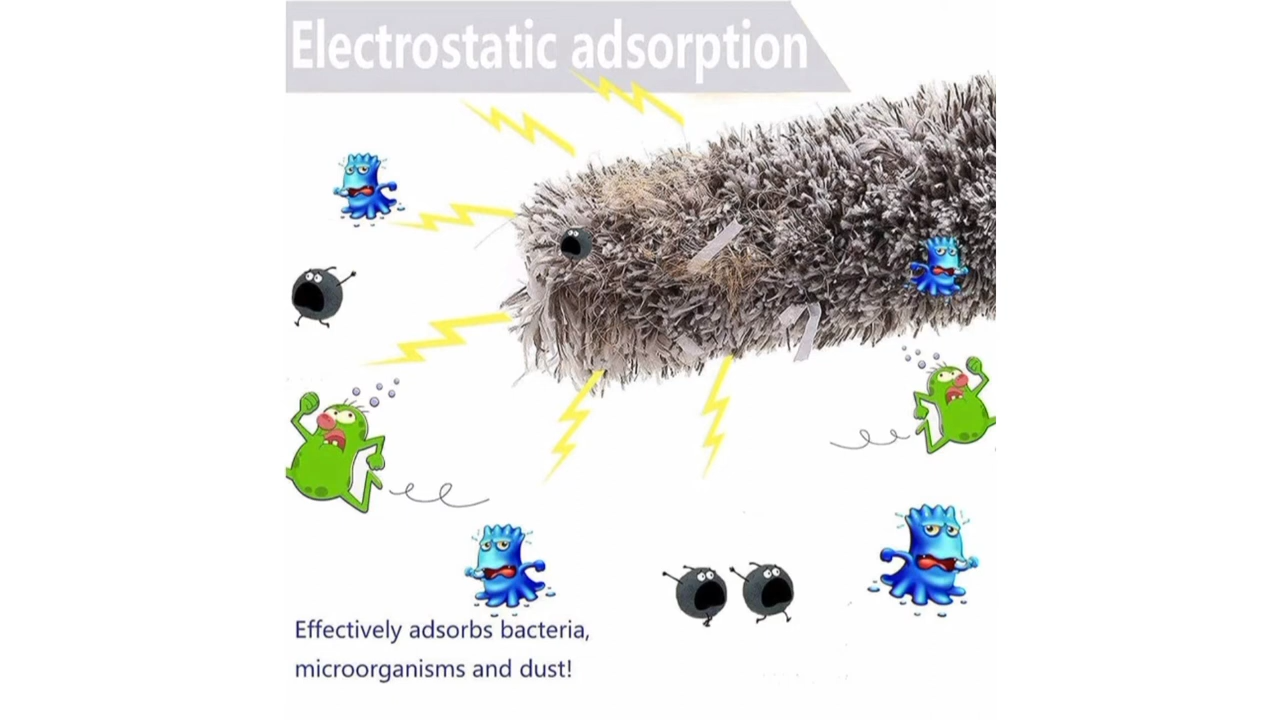 Electrostatic adsorption
Effectively adsorbs bacteria,
microorganisms and dust!